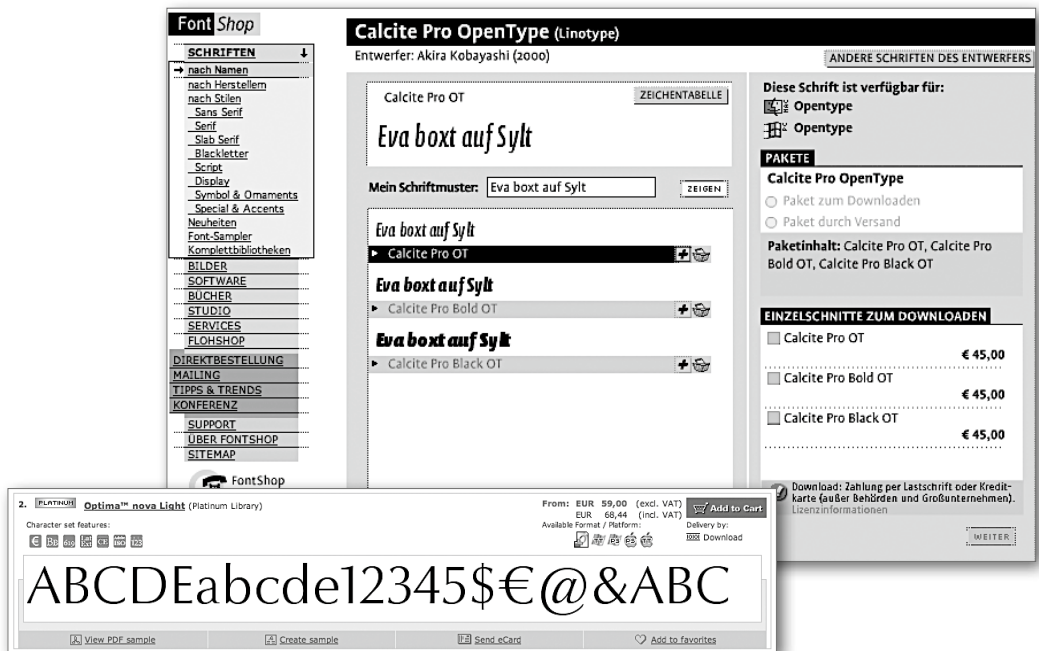 Font Shop
SCHRIFTEN ↓
→ nach Namen
nach Herstellern
nach Stilen
Sans Serif
Serif
Slab Serif
Blackletter
Script
Display
Symbol & Ornaments
Special & Accents
Neuheiten
Font-Sampler
Komplettbibliotheken
BILDER
SOFTWARE
BÜCHER
STUDIO
SERVICES
FLOHSHOP
DIREKTBESTELLUNG
MAILING
TIPPS & TRENDS
KONFERENZ
SUPPORT
ÜBER FONTSHOP
SITEMAP
FontShop
Calcite Pro OpenType (Linotype)
Entwerfer: Akira Kobayashi (2000)
ANDERE SCHRIFTEN DES ENTWERFERS
Calcite Pro OT
ZEICHENTABELLE
Eva boxt auf Sylt
Mein Schriftmuster: Eva boxt auf Sylt ZEIGEN
Eva boxt auf Sylt
Calcite Pro OT
Eva boxt auf Sylt
Calcite Pro Bold OT
Eva boxt auf Sylt
Calcite Pro Black OT
Diese Schrift ist verfügbar für:
Opentype
Opentype
PAKETE
Calcite Pro OpenType
Paket zum Downloaden
Paket durch Versand
Paketinhalt: Calcite Pro OT, Calcite Pro
Bold OT, Calcite Pro Black OT
EINZELSCHNITTE ZUM DOWNLOADEN
Calcite Pro OT
€ 45,00
Calcite Pro Bold OT
€ 45,00
Calcite Pro Black OT
€ 45,00
Download: Zahlung per Lastschrift oder Kredit-
karte (außer Behörden und Großunternehmen).
Lizenzinformationen
WEITER
2. PLATINUM Optima™ nova Light (Platinum Library)
From: EUR 59,00 (excl. VAT)
EUR 68,44 (incl. VAT)
Add to Cart
Character set features:
Available Format / Platform:
Delivery by:
Download
ABCDEabcde12345$€@&ABC
View PDF sample
Create sample
Send eCard
Add to favorites